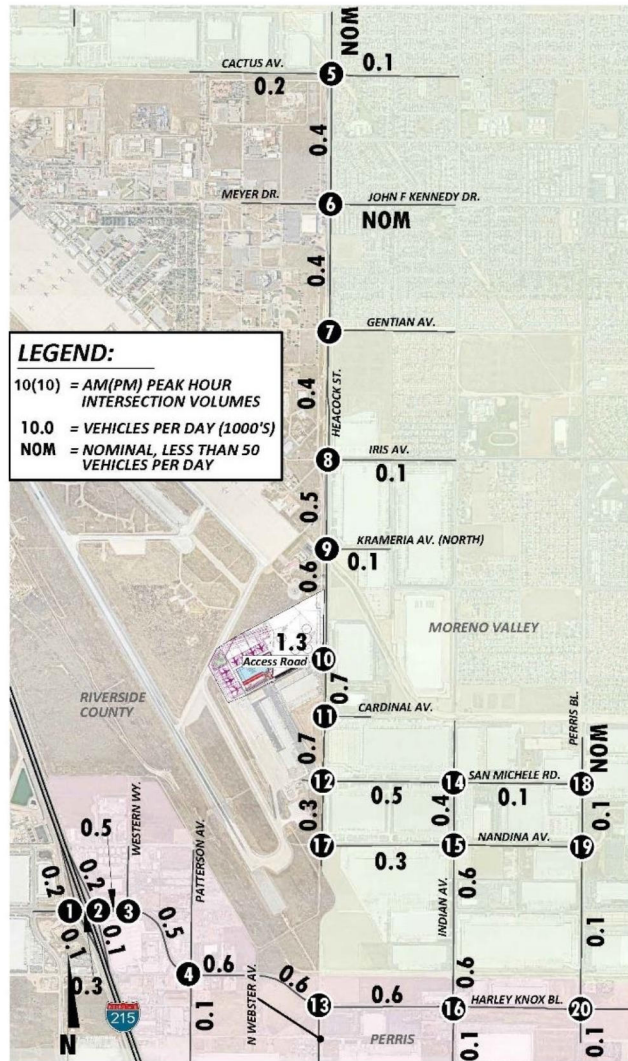 NOM
CACTUS AV.
0.1
5
0.2
0.4
MEYER DR.
6
JOHN F KENNEDY DR.
NOM
0.4
7
GENTIAN AV.
LEGEND:
10(10) = AM(PM) PEAK HOUR
INTERSECTION VOLUMES
10.0 = VEHICLES PER DAY (1000'S)
NOM = NOMINAL, LESS THAN 50
VEHICLES PER DAY
0.4
HEACOCK ST.
8
IRIS AV.
0.1
0.5
9
KRAMERIA AV. (NORTH)
0.1
0.6
MORENO VALLEY
1.3
Access Road
10
RIVERSIDE
COUNTY
0.7
11
CARDINAL AV.
PERRIS BL.
NOM
0.7
12
14
SAN MICHELE RD.
18
0.5
0.1
0.3
0.4
0.1
0.5
WESTERN WY.
PATTERSON AV.
17
15
NANDINA AV.
19
0.3
0.2
0.2
0.6
INDIAN AV.
1
2
3
0.1
0.1
0.5
0.1
0.3
4
0.6
0.6
0.6
N WEBSTER AV.
13
0.6
16
HARLEY KNOX BL.
20
215
N
0.1
PERRIS
0.1
0.1